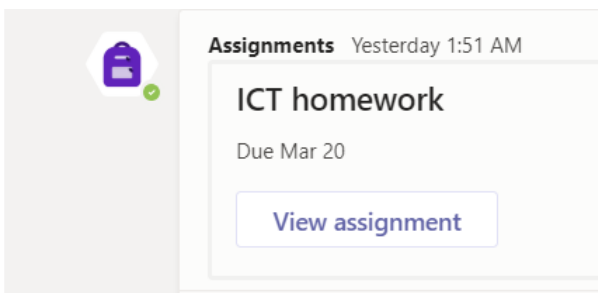 Assignments Yesterday 1:51 AM
ICT homework
Due Mar 20
View assignment